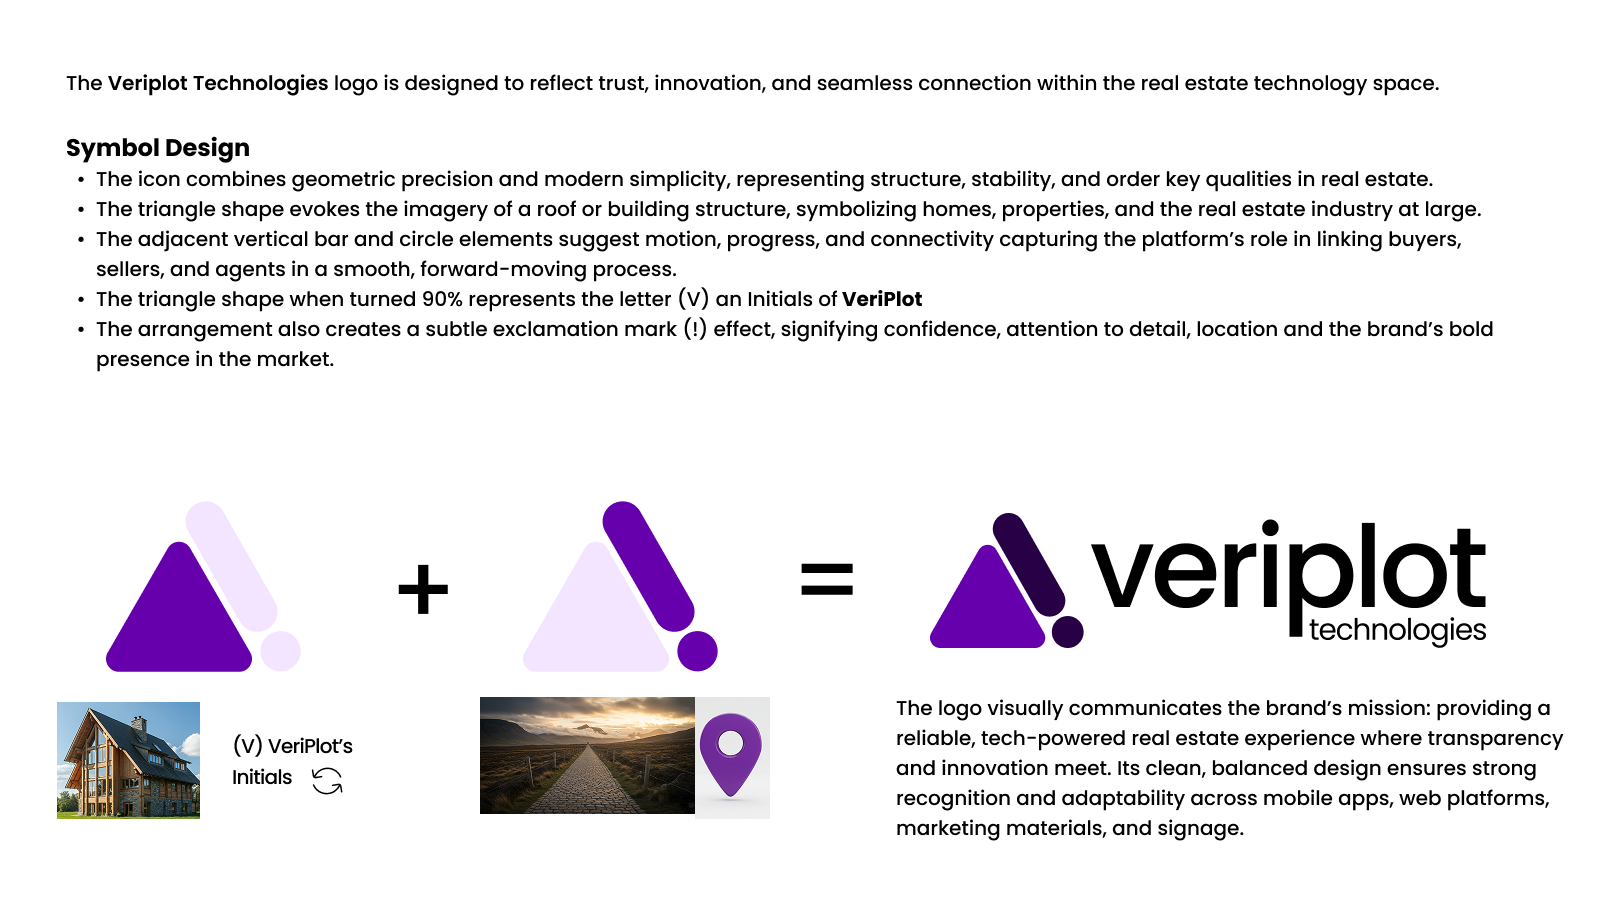 The Veriplot Technologies logo is designed to reflect trust, innovation, and seamless connection within the real estate technology space.
Symbol Design
• The icon combines geometric precision and modern simplicity, representing structure, stability, and order key qualities in real estate.
• The triangle shape evokes the imagery of a roof or building structure, symbolizing homes, properties, and the real estate industry at large.
• The adjacent vertical bar and circle elements suggest motion, progress, and connectivity capturing the platform's role in linking buyers,
sellers, and agents in a smooth, forward-moving process.
• The triangle shape when turned 90% represents the letter (V) an Initials of VeriPlot
• The arrangement also creates a subtle exclamation mark (!) effect, signifying confidence, attention to detail, location and the brand's bold
presence in the market.
+
=
veriplot
technologies
(V) VeriPlot's
Initials
The logo visually communicates the brand's mission: providing a
reliable, tech-powered real estate experience where transparency
and innovation meet. Its clean, balanced design ensures strong
recognition and adaptability across mobile apps, web platforms,
marketing materials, and signage.